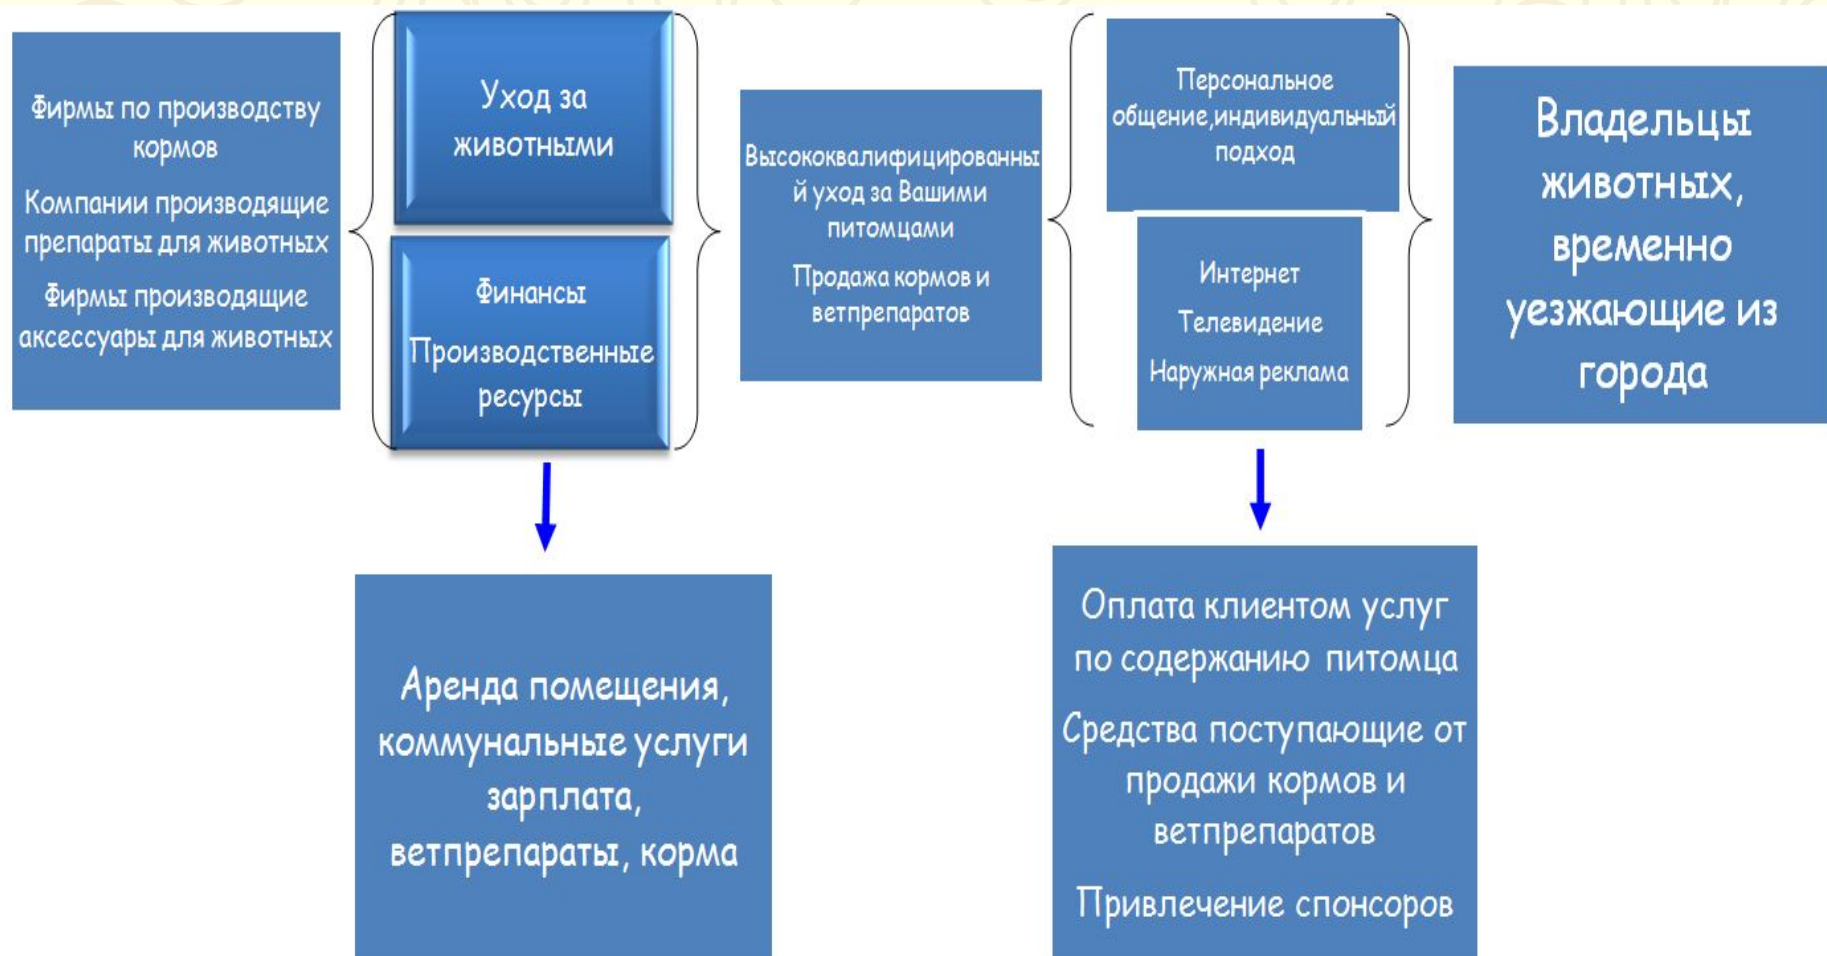 Фирмы по производству
кормов
Компании производящие
препараты для животных
Фирмы производящие
аксессуары для животных
Уход за
животными
Финансы
Производственные
ресурсы
Высококвалифицированны
й уход за Вашими
питомцами
Продажа кормов и
ветпрепаратов
Персональное
общение,индивидуальный
подход
Интернет
Телевидение
Наружная реклама
Владельцы
животных,
временно
уезжающие из
города
Аренда помещения,
коммунальные услуги
зарплата,
ветпрепараты, корма
Оплата клиентом услуг
по содержанию питомца
Средства поступающие от
продажи кормов и
ветпрепаратов
Привлечение спонсоров